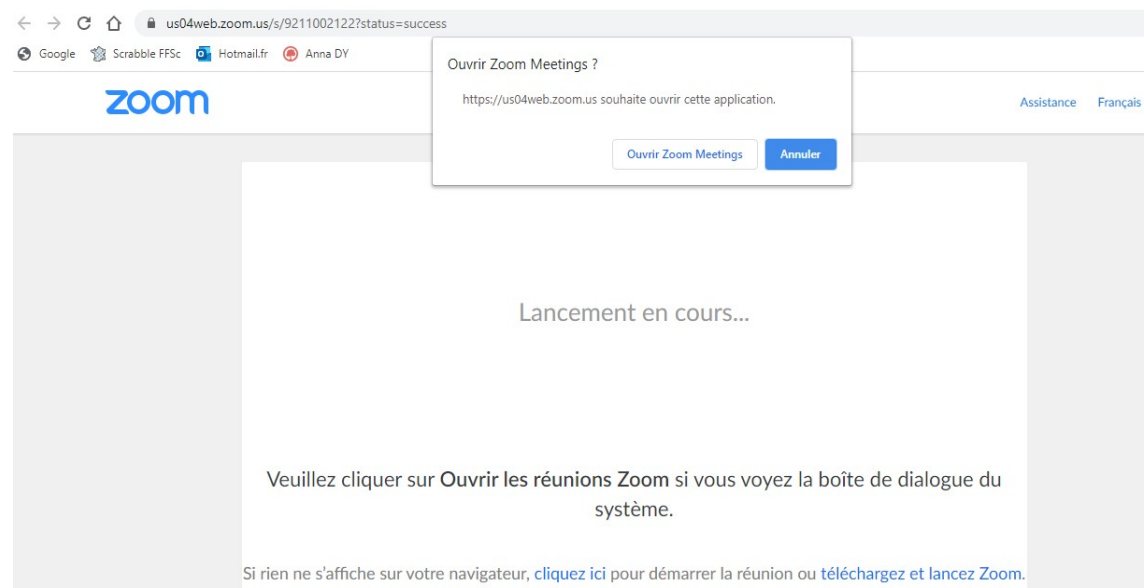 us04web.zoom.us/s/9211002122?status=success
Google Scrabble FFSc Hotmail.fr Anna DY
Ouvrir Zoom Meetings ?
https://us04web.zoom.us souhaite ouvrir cette application.
Ouvrir Zoom Meetings Annuler
zoom
Assistance Français
Lancement en cours...
Veuillez cliquer sur Ouvrir les réunions Zoom si vous voyez la boîte de dialogue du
système.
Si rien ne s’affiche sur votre navigateur, cliquez ici pour démarrer la réunion ou téléchargez et lancez Zoom.